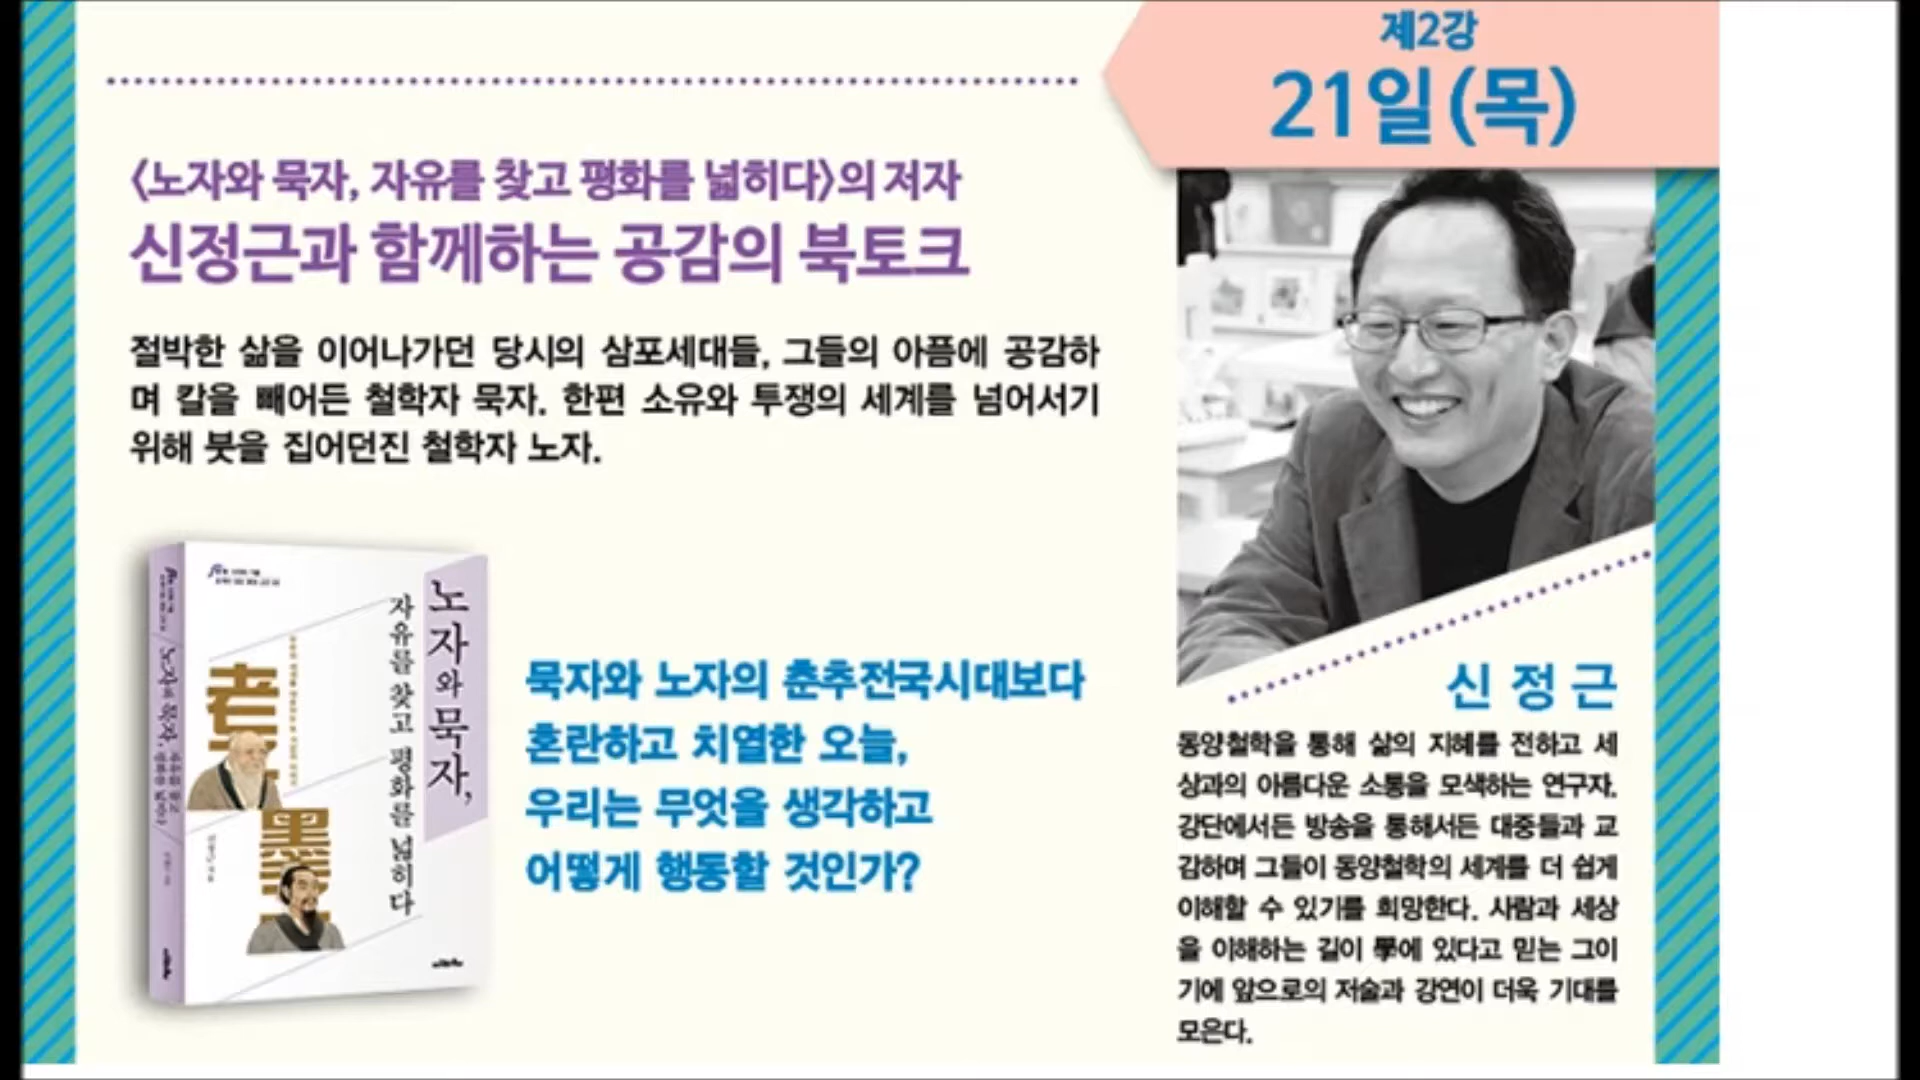 제2강
21일(목)
<노자와 묵자, 자유를 찾고 평화를 넓히다>의 저자
신정근과 함께하는 공감의 북토크
절박한 삶을 이어나가던 당시의 삼포세대들, 그들의 아픔에 공감하
며 칼을 빼어든 철학자 묵자. 한편 소유와 투쟁의 세계를 넘어서기
위해 붓을 집어던진 철학자 노자.
노자와 묵자,
자유를 찾고 평화를 넓히다
老子
墨子
노자와 묵자,
묵자와 노자의 춘추전국시대보다
혼란하고 치열한 오늘,
우리는 무엇을 생각하고
어떻게 행동할 것인가?
신정근
동양철학을 통해 삶의 지혜를 전하고 세
상과의 아름다운 소통을 모색하는 연구자.
강단에서든 방송을 통해서든 대중들과 교
감하며 그들이 동양철학의 세계를 더 쉽게
이해할 수 있기를 희망한다. 사람과 세상
을 이해하는 길이 學에 있다고 믿는 그이
기에 앞으로의 저술과 강연이 더욱 기대를
모은다.